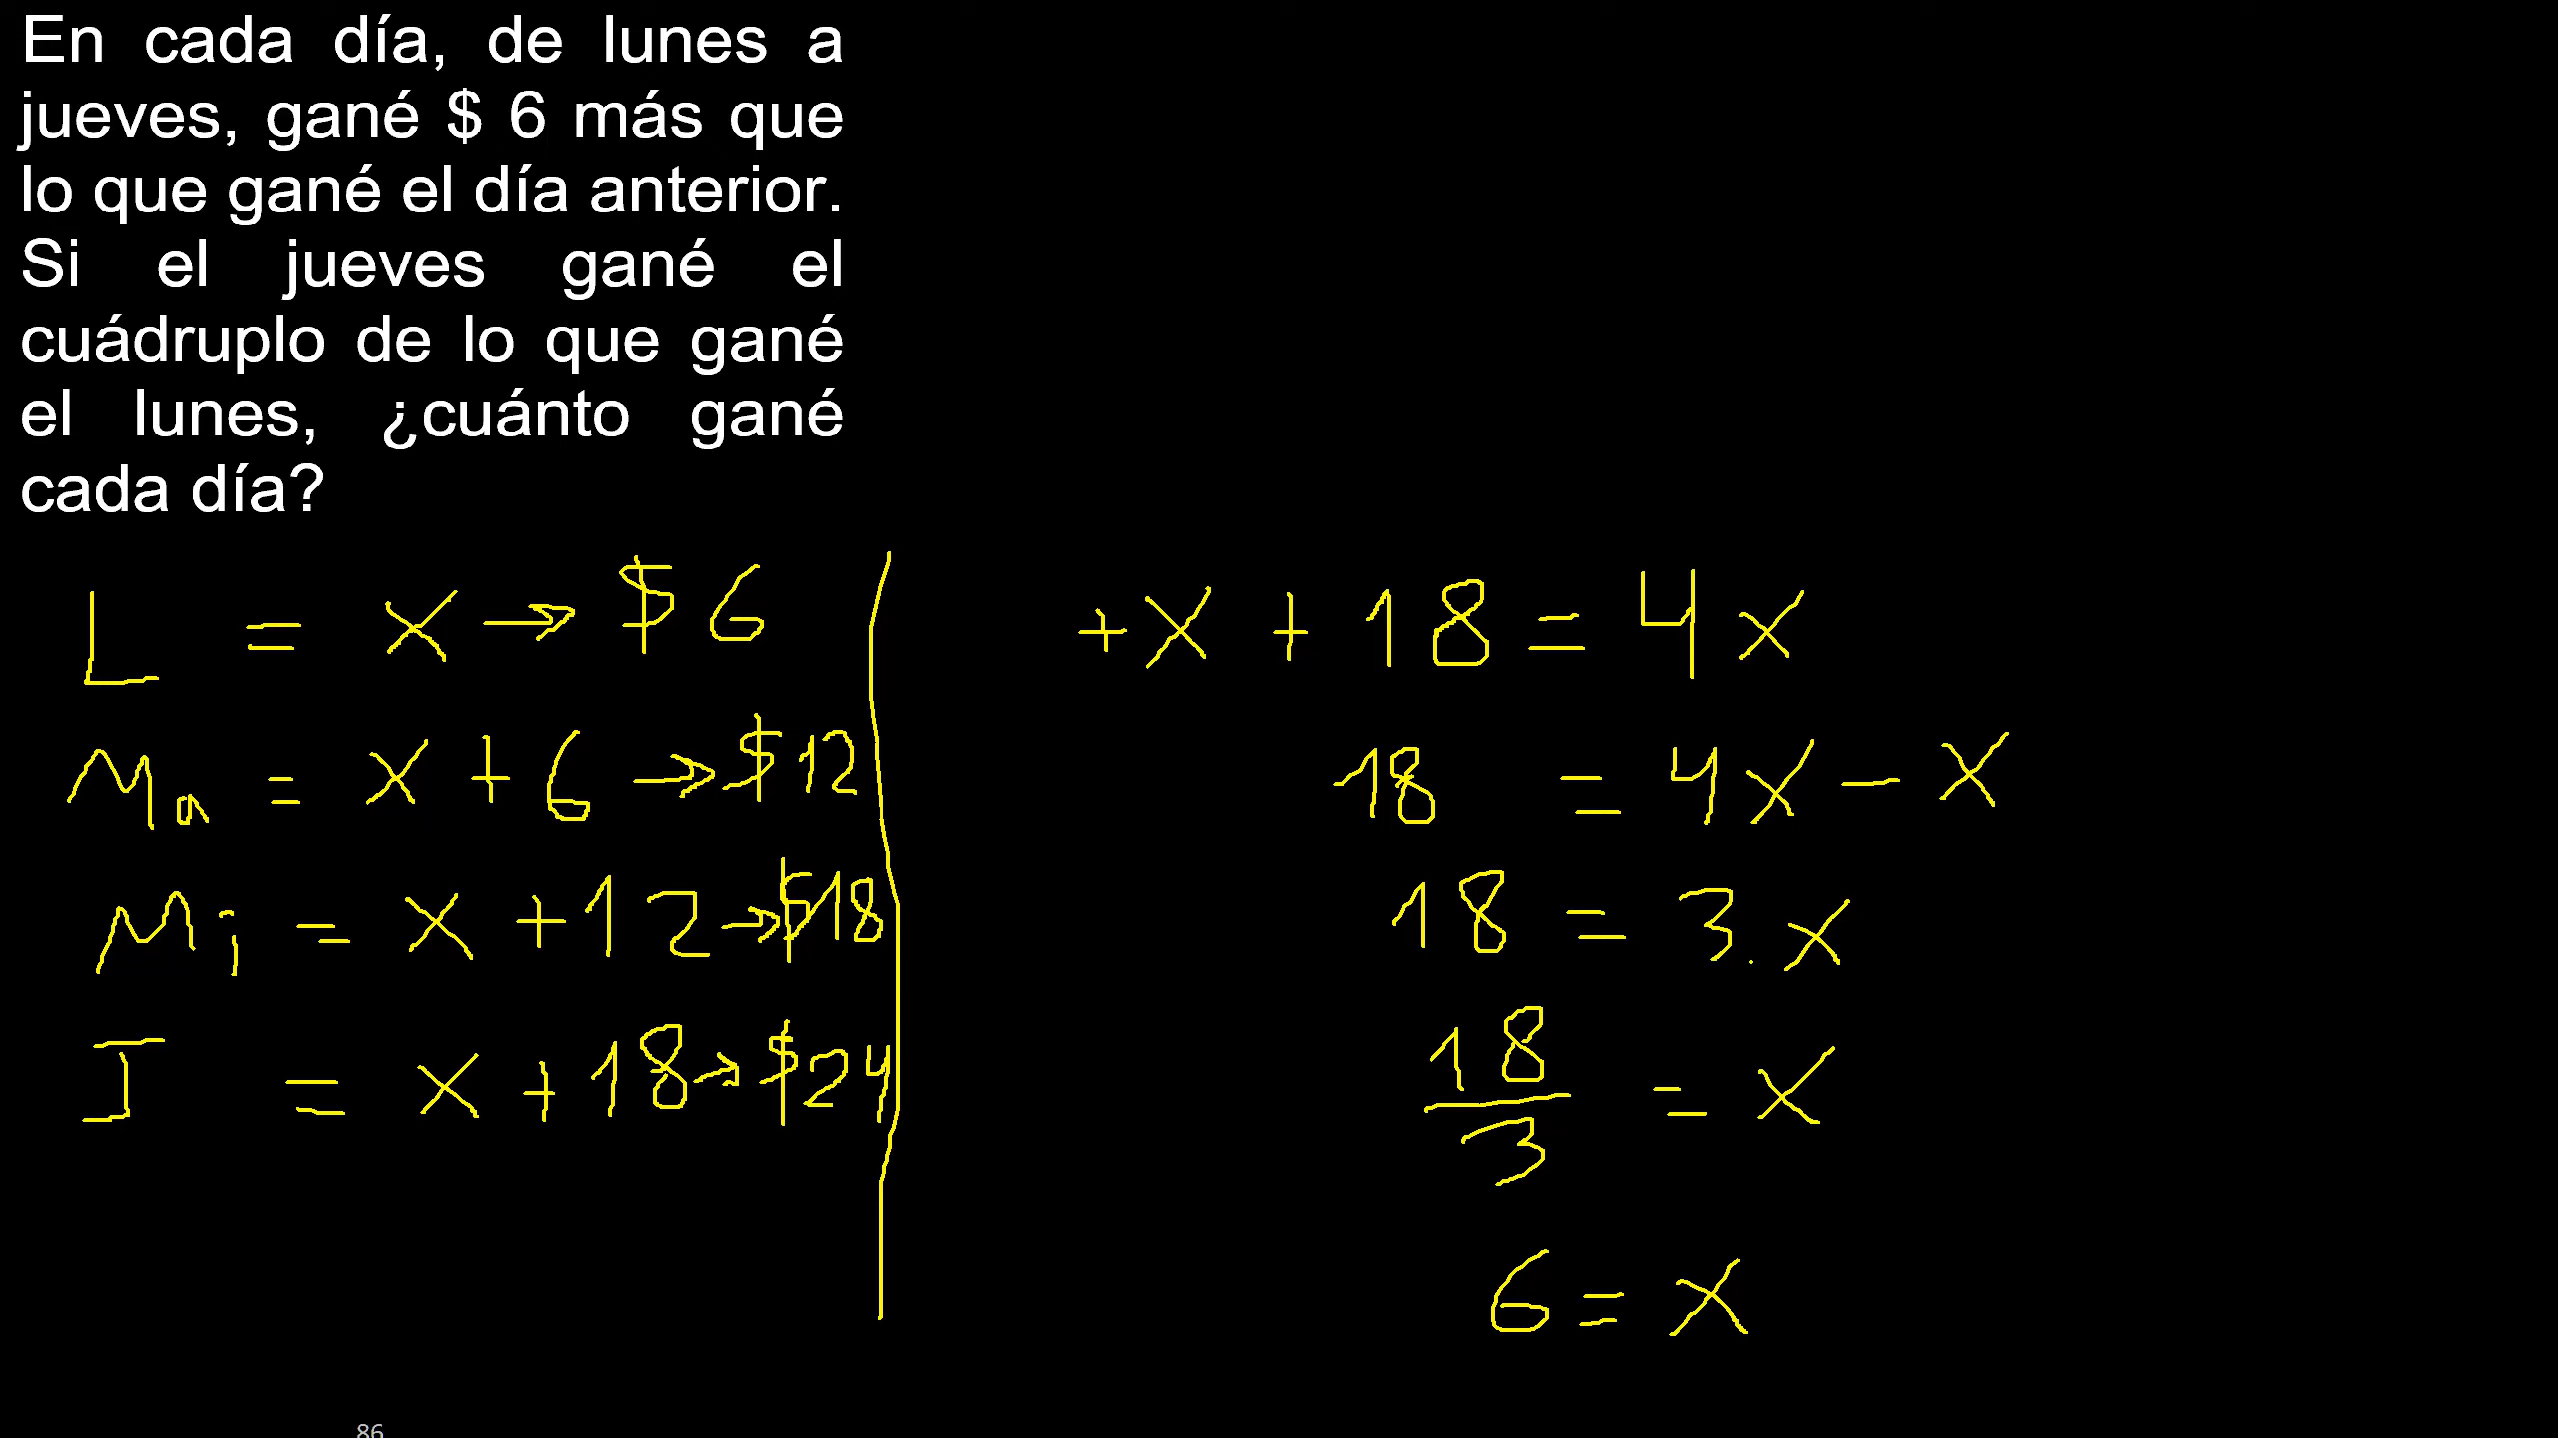 En cada día, de lunes a
jueves, gané $ 6 más que
lo que gané el día anterior.
Si el jueves gané el
cuádruplo de lo que gané
el lunes, ¿cuánto gané
cada día?
L = x → $ 6
Ma = x + 6 → $ 12
Mi = x + 12 → $18
J = x + 18 → $24
+x + 18 = 4x
18 = 4x - x
18 = 3.x
18/3 = x
6 = x
86